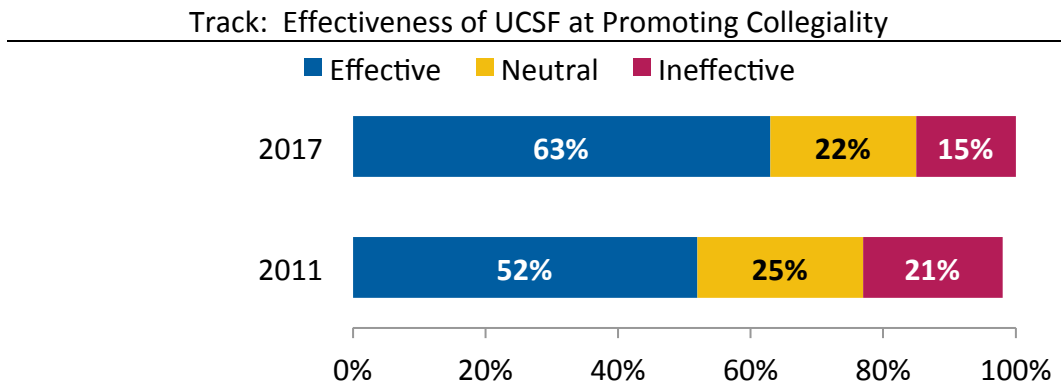 Track:  Effectiveness of UCSF at Promoting Collegiality
Effective Neutral Ineffective
2017 63% 22% 15%
2011 52% 25% 21%
0% 20% 40% 60% 80% 100%